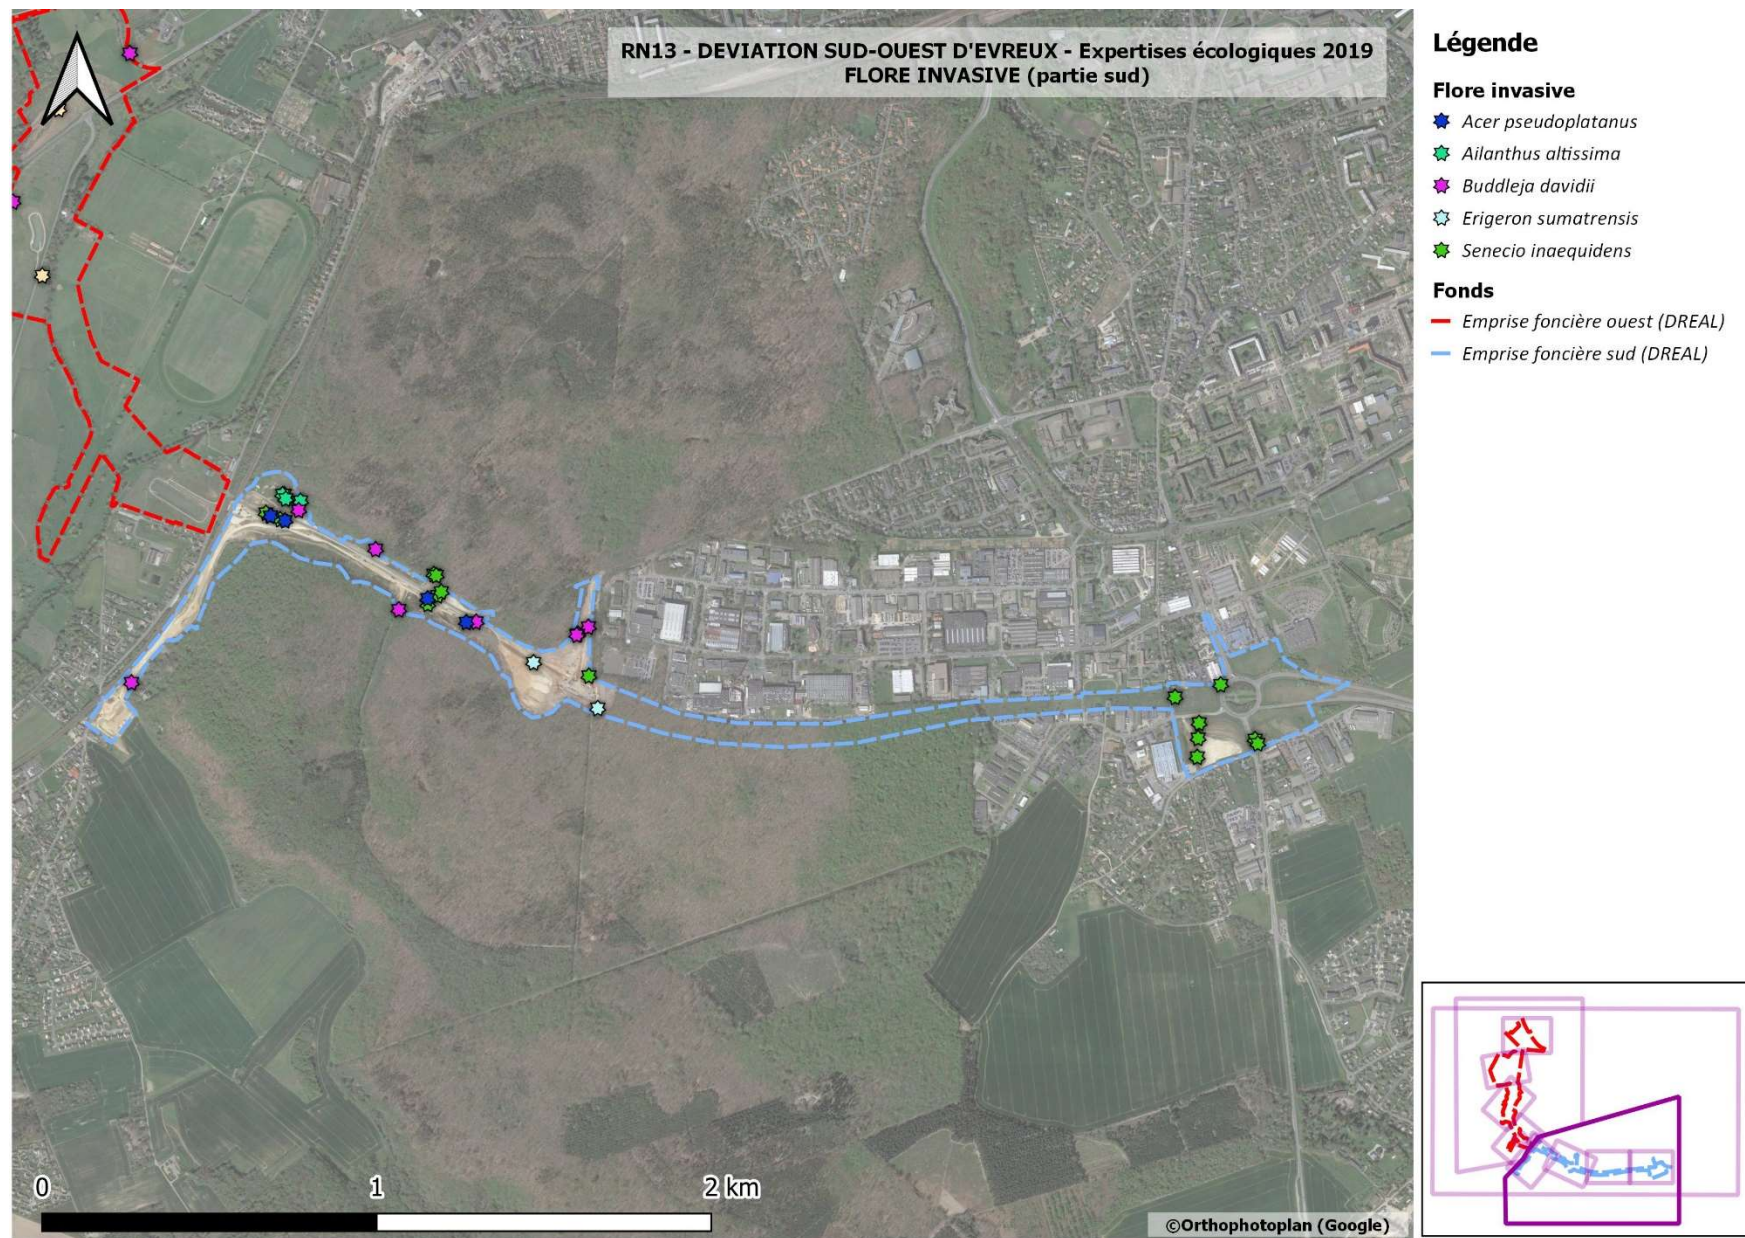 RN13 - DEVIATION SUD-OUEST D'EVREUX - Expertises écologiques 2019
FLORE INVASIVE (partie sud)
Légende
Flore invasive
Acer pseudoplatanus
Ailanthus altissima
Buddleja davidii
Erigeron sumatrensis
Senecio inaequidens
Fonds
Emprise foncière ouest (DREAL)
Emprise foncière sud (DREAL)
0 1 2 km
©Orthophotoplan (Google)